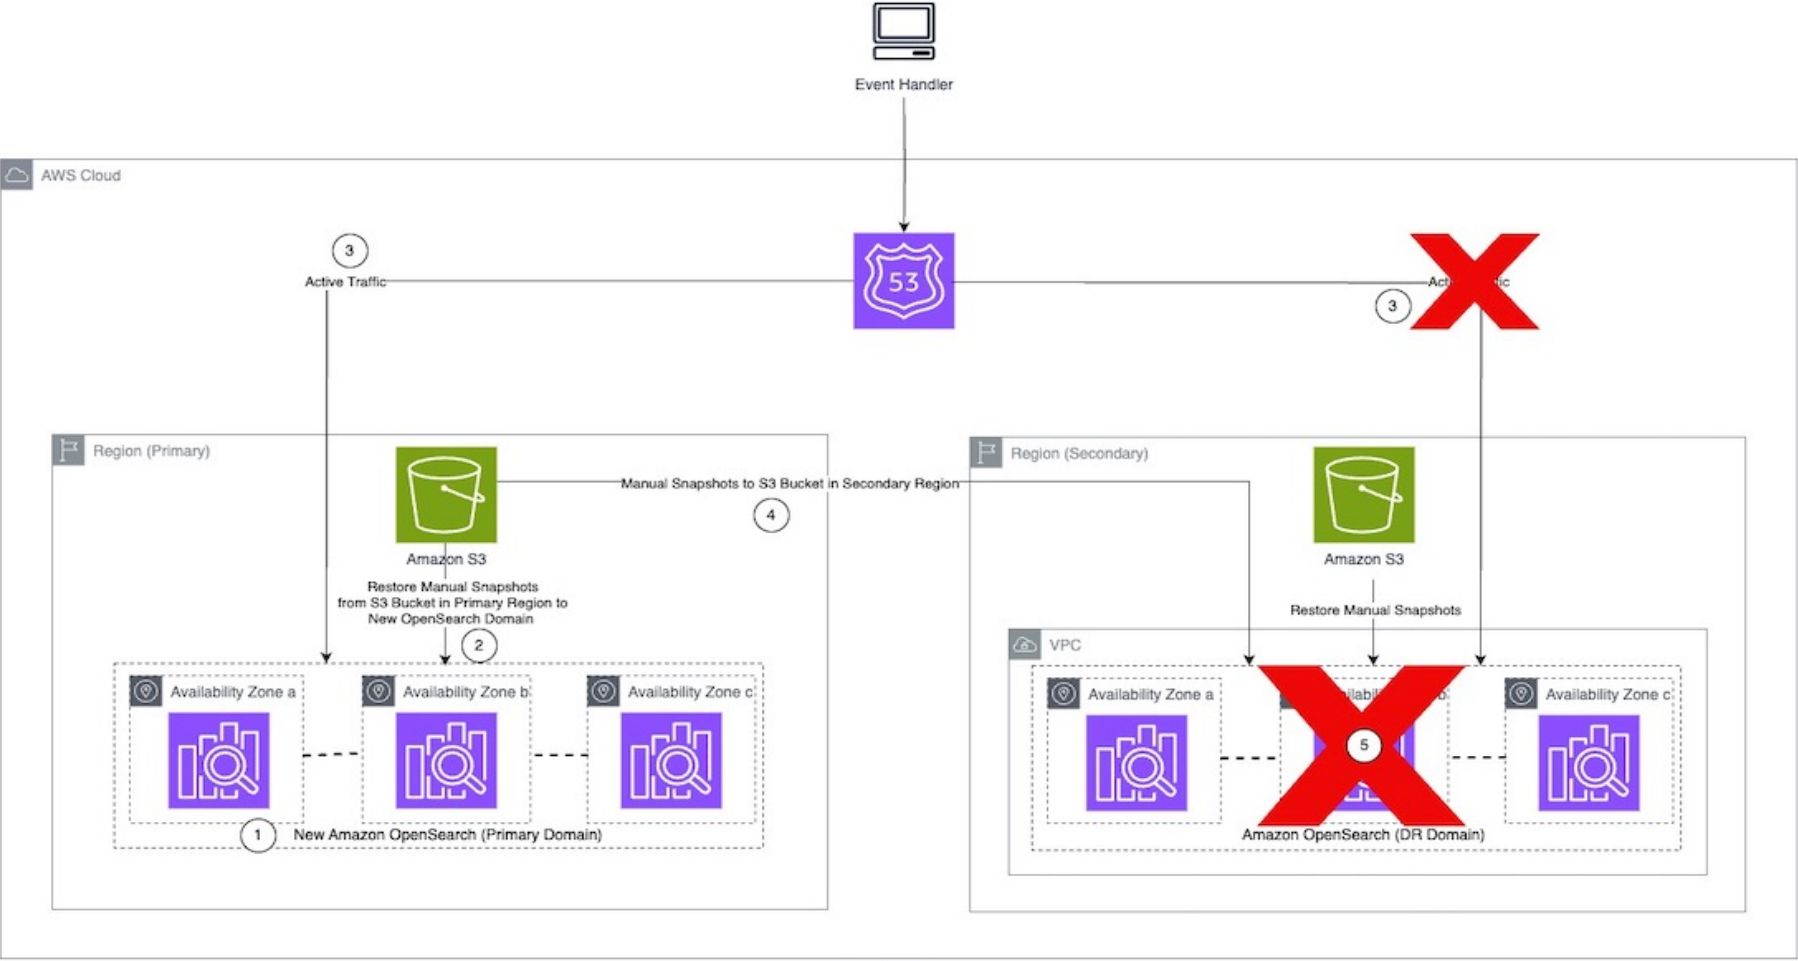 Event Handler
AWS Cloud
3
Active Traffic
53
3
Region (Primary)
Amazon S3
Manual Snapshots to S3 Bucket in Secondary Region
4
Restore Manual Snapshots
from S3 Bucket in Primary Region to
New OpenSearch Domain
2
Availability Zone a
Availability Zone b
Availability Zone c
1
New Amazon OpenSearch (Primary Domain)
Region (Secondary)
Amazon S3
Restore Manual Snapshots
VPC
Availability Zone a
Availability Zone c
5
Amazon OpenSearch (DR Domain)